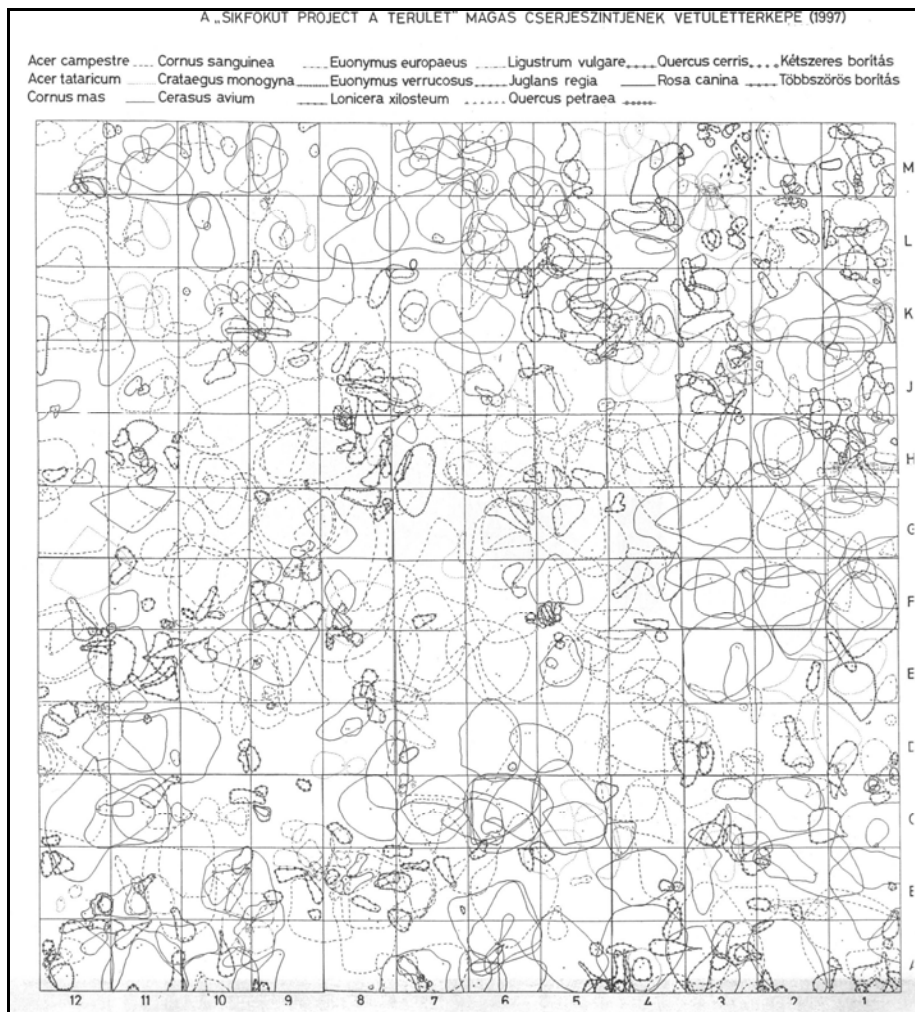 A „SIKFŐKUT PROJECT A TERÜLET" MAGAS CSERJESZINTJÉNEK VETÜLETTÉRKÉPE (1997)
Acer campestre Cornus sanguinea Euonymus europaeus Ligustrum vulgare Quercus cerris Kétszeres borítás
Acer tataricum Crataegus monogyna Euonymus verrucosus Juglans regia Rosa canina Többszörös borítás
Cornus mas Cerasus avium Lonicera xilosteum Quercus petraea
M
L
K
J
H
G
F
E
D
C
B
A
12 11 10 9 8 7 6 5 4 3 2 1